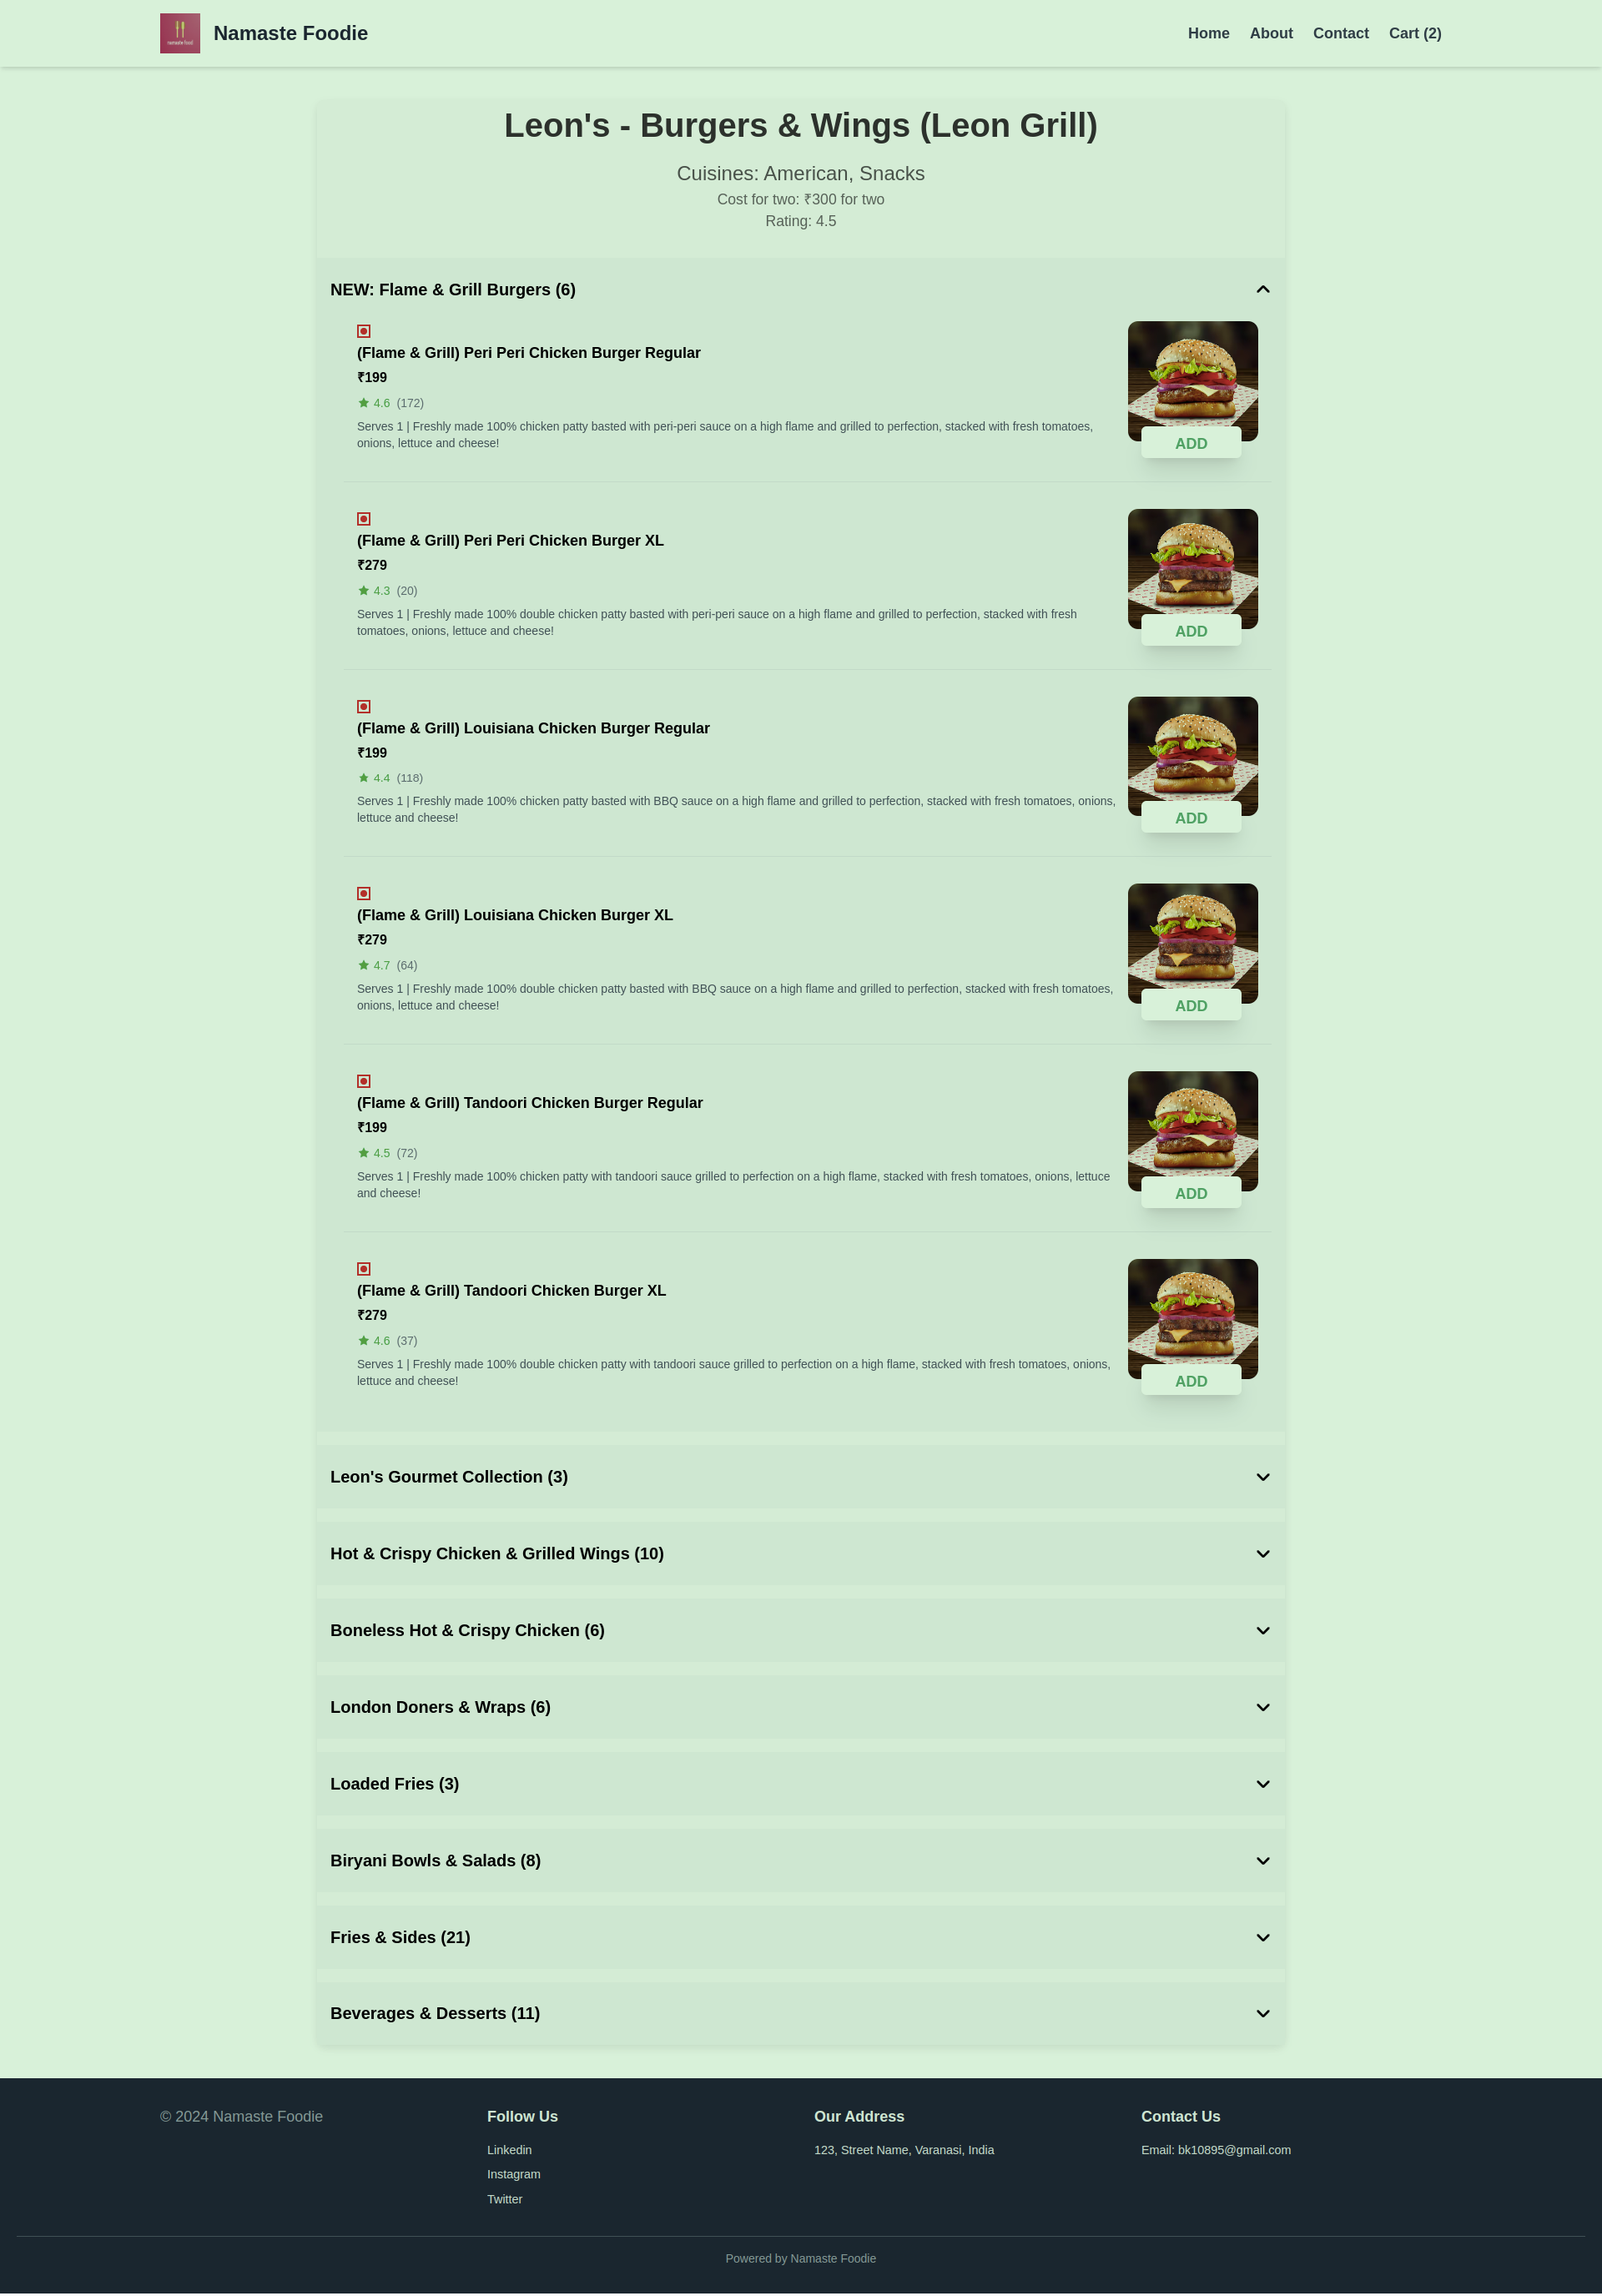 namaste food
Namaste Foodie
Home About Contact Cart (2)
Leon's - Burgers & Wings (Leon Grill)
Cuisines: American, Snacks
Cost for two: ₹300 for two
Rating: 4.5
NEW: Flame & Grill Burgers (6)
(Flame & Grill) Peri Peri Chicken Burger Regular
₹199
4.6 (172)
Serves 1 | Freshly made 100% chicken patty basted with peri-peri sauce on a high flame and grilled to perfection, stacked with fresh tomatoes,
onions, lettuce and cheese!
ADD
(Flame & Grill) Peri Peri Chicken Burger XL
₹279
4.3 (20)
Serves 1 | Freshly made 100% double chicken patty basted with peri-peri sauce on a high flame and grilled to perfection, stacked with fresh
tomatoes, onions, lettuce and cheese!
ADD
(Flame & Grill) Louisiana Chicken Burger Regular
₹199
4.4 (118)
Serves 1 | Freshly made 100% chicken patty basted with BBQ sauce on a high flame and grilled to perfection, stacked with fresh tomatoes, onions,
lettuce and cheese!
ADD
(Flame & Grill) Louisiana Chicken Burger XL
₹279
4.7 (64)
Serves 1 | Freshly made 100% double chicken patty basted with BBQ sauce on a high flame and grilled to perfection, stacked with fresh tomatoes,
onions, lettuce and cheese!
ADD
(Flame & Grill) Tandoori Chicken Burger Regular
₹199
4.5 (72)
Serves 1 | Freshly made 100% chicken patty with tandoori sauce grilled to perfection on a high flame, stacked with fresh tomatoes, onions, lettuce
and cheese!
ADD
(Flame & Grill) Tandoori Chicken Burger XL
₹279
4.6 (37)
Serves 1 | Freshly made 100% double chicken patty with tandoori sauce grilled to perfection on a high flame, stacked with fresh tomatoes, onions,
lettuce and cheese!
ADD
Leon's Gourmet Collection (3)
Hot & Crispy Chicken & Grilled Wings (10)
Boneless Hot & Crispy Chicken (6)
London Doners & Wraps (6)
Loaded Fries (3)
Biryani Bowls & Salads (8)
Fries & Sides (21)
Beverages & Desserts (11)
© 2024 Namaste Foodie
Follow Us
Linkedin
Instagram
Twitter
Our Address
123, Street Name, Varanasi, India
Contact Us
Email: bk10895@gmail.com
Powered by Namaste Foodie